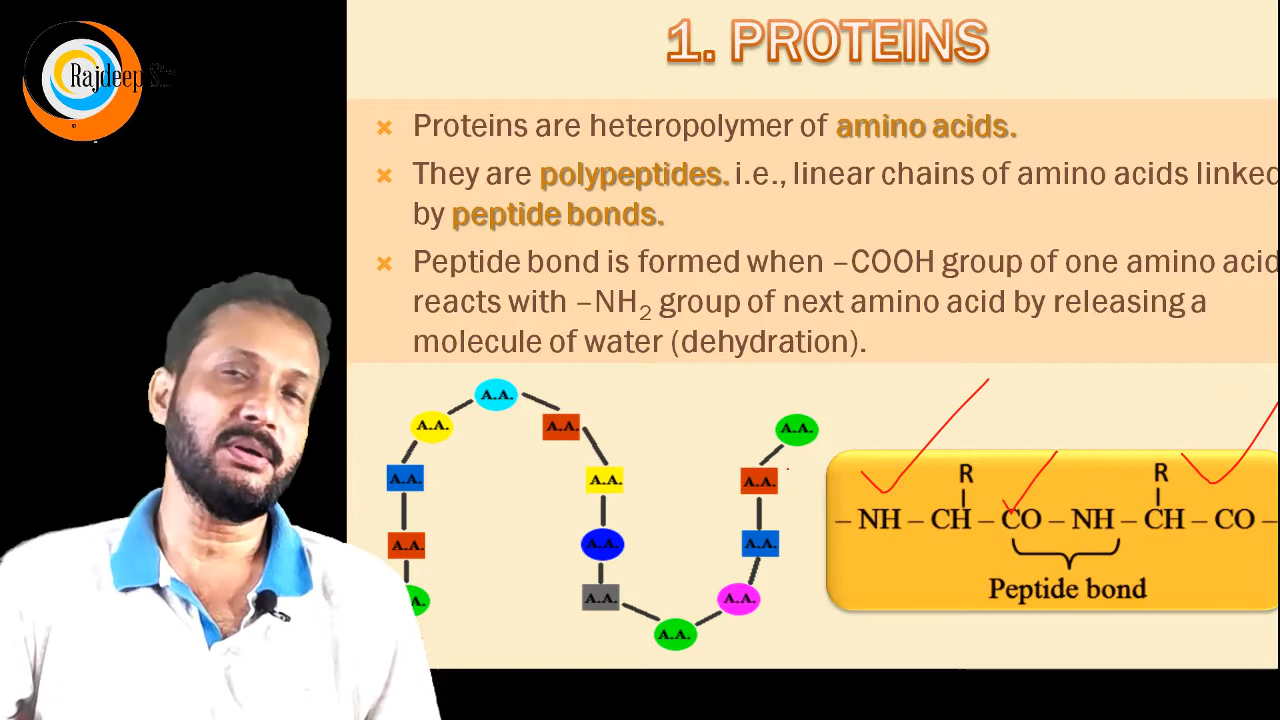 Rajdeep Sir
1. PROTEINS
Proteins are heteropolymer of amino acids.
They are polypeptides. i.e., linear chains of amino acids linked
by peptide bonds.
Peptide bond is formed when –COOH group of one amino acid
reacts with –NH₂ group of next amino acid by releasing a
molecule of water (dehydration).
A.A.
A.A.
A.A.
A.A.
A.A.
A.A.
A.A.
A.A.
A.A.
A.A.
A.A.
A.A.
A.A.
A.A.
A.
R R
– NH – CH – CO – NH – CH – CO –
Peptide bond